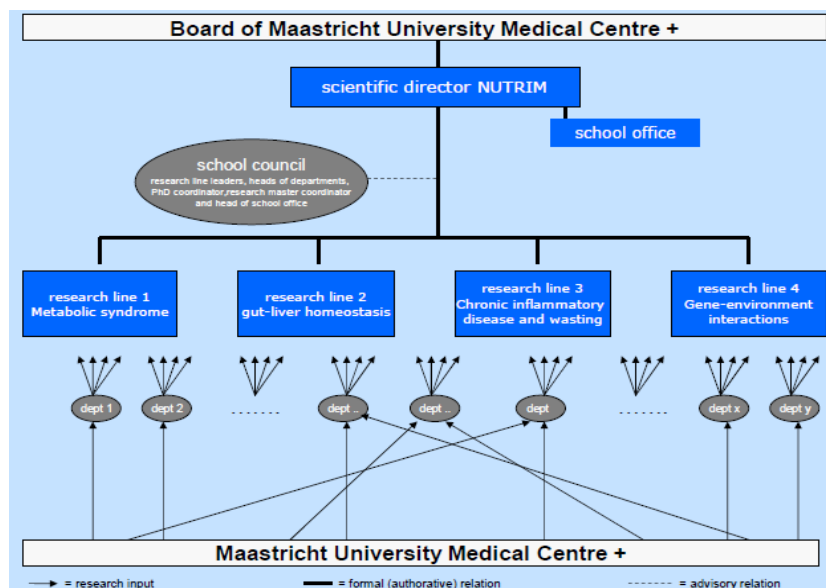 Board of Maastricht University Medical Centre +
scientific director NUTRIM
school office
school council
research line leaders, heads of departments,
PhD coordinator,research master coordinator
and head of school office
research line 1
Metabolic syndrome
research line 2
gut-liver homeostasis
research line 3
Chronic inflammatory
disease and wasting
research line 4
Gene-environment
interactions
dept 1
dept 2
dept ..
dept ..
dept
dept x
dept y
Maastricht University Medical Centre +
= research input
= formal (authorative) relation
= advisory relation